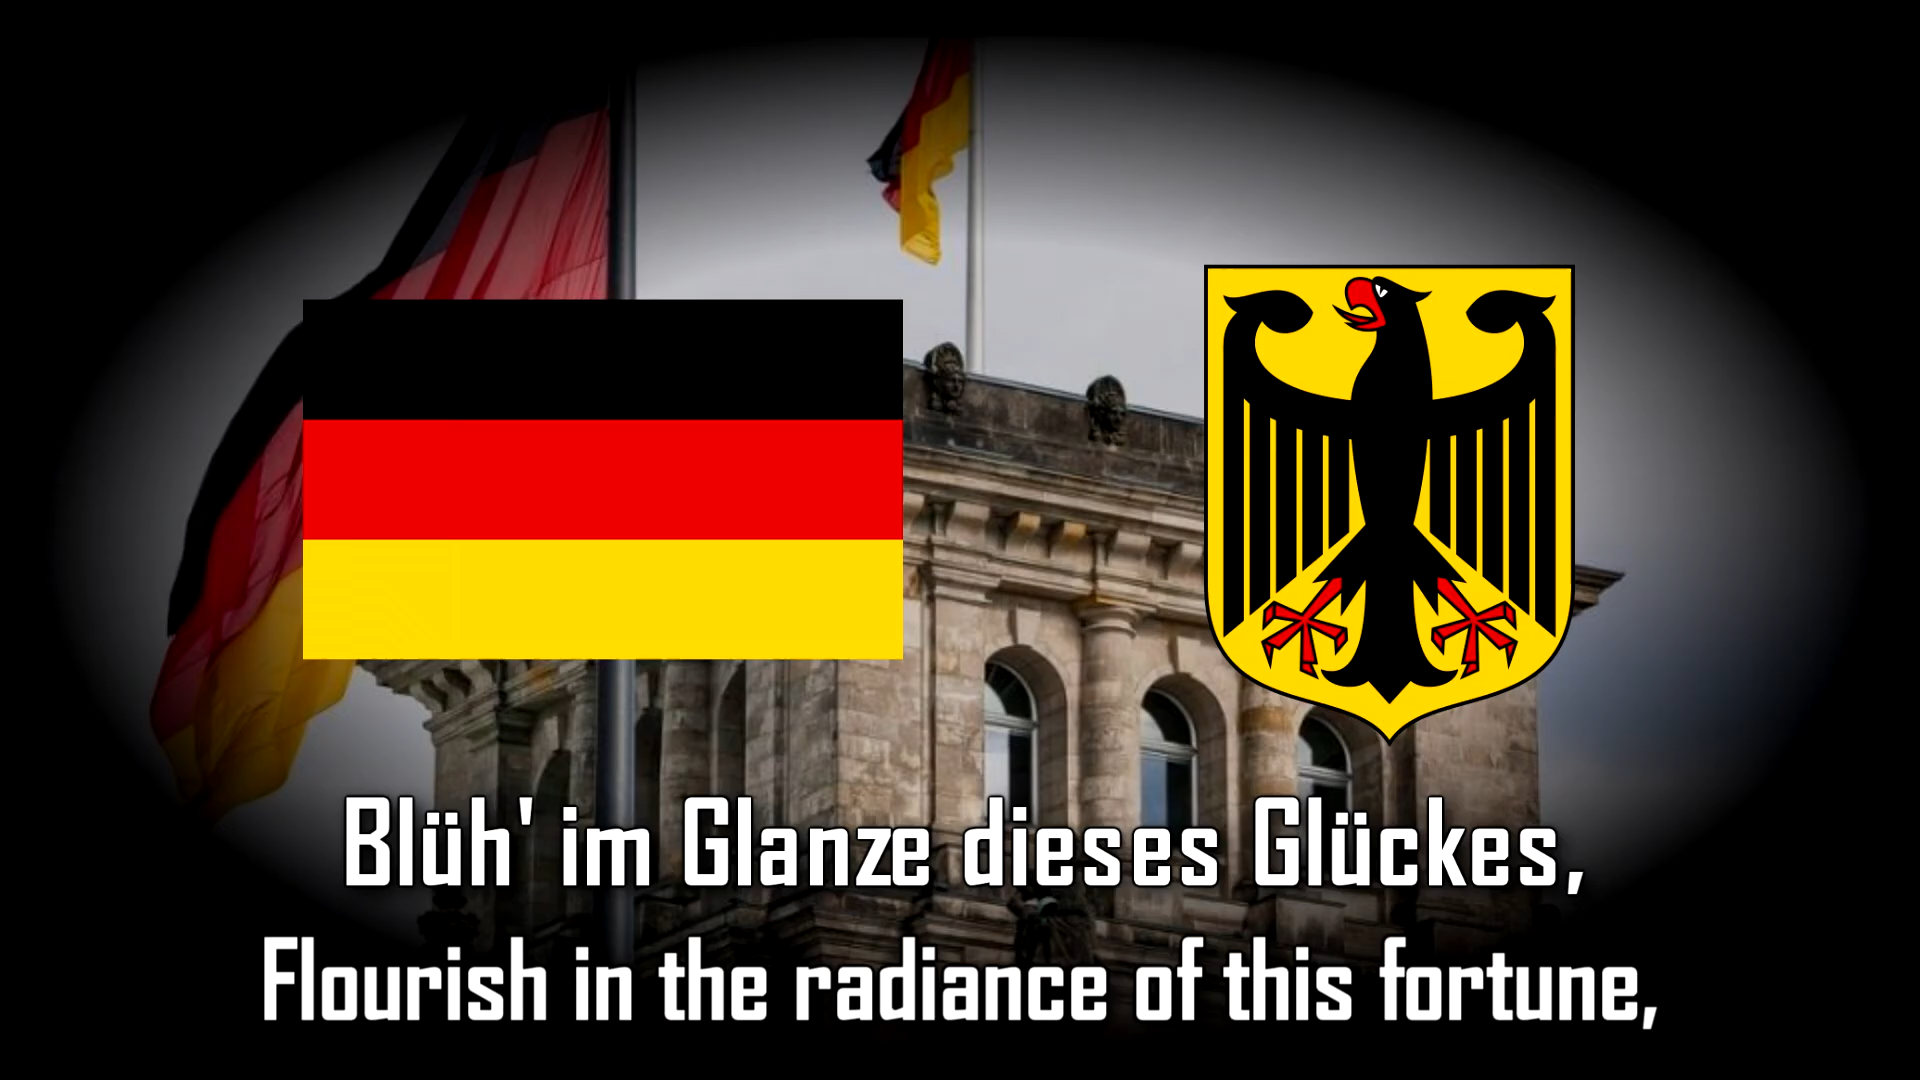 Blüh' im Glanze dieses Glückes,
Flourish in the radiance of this fortune,